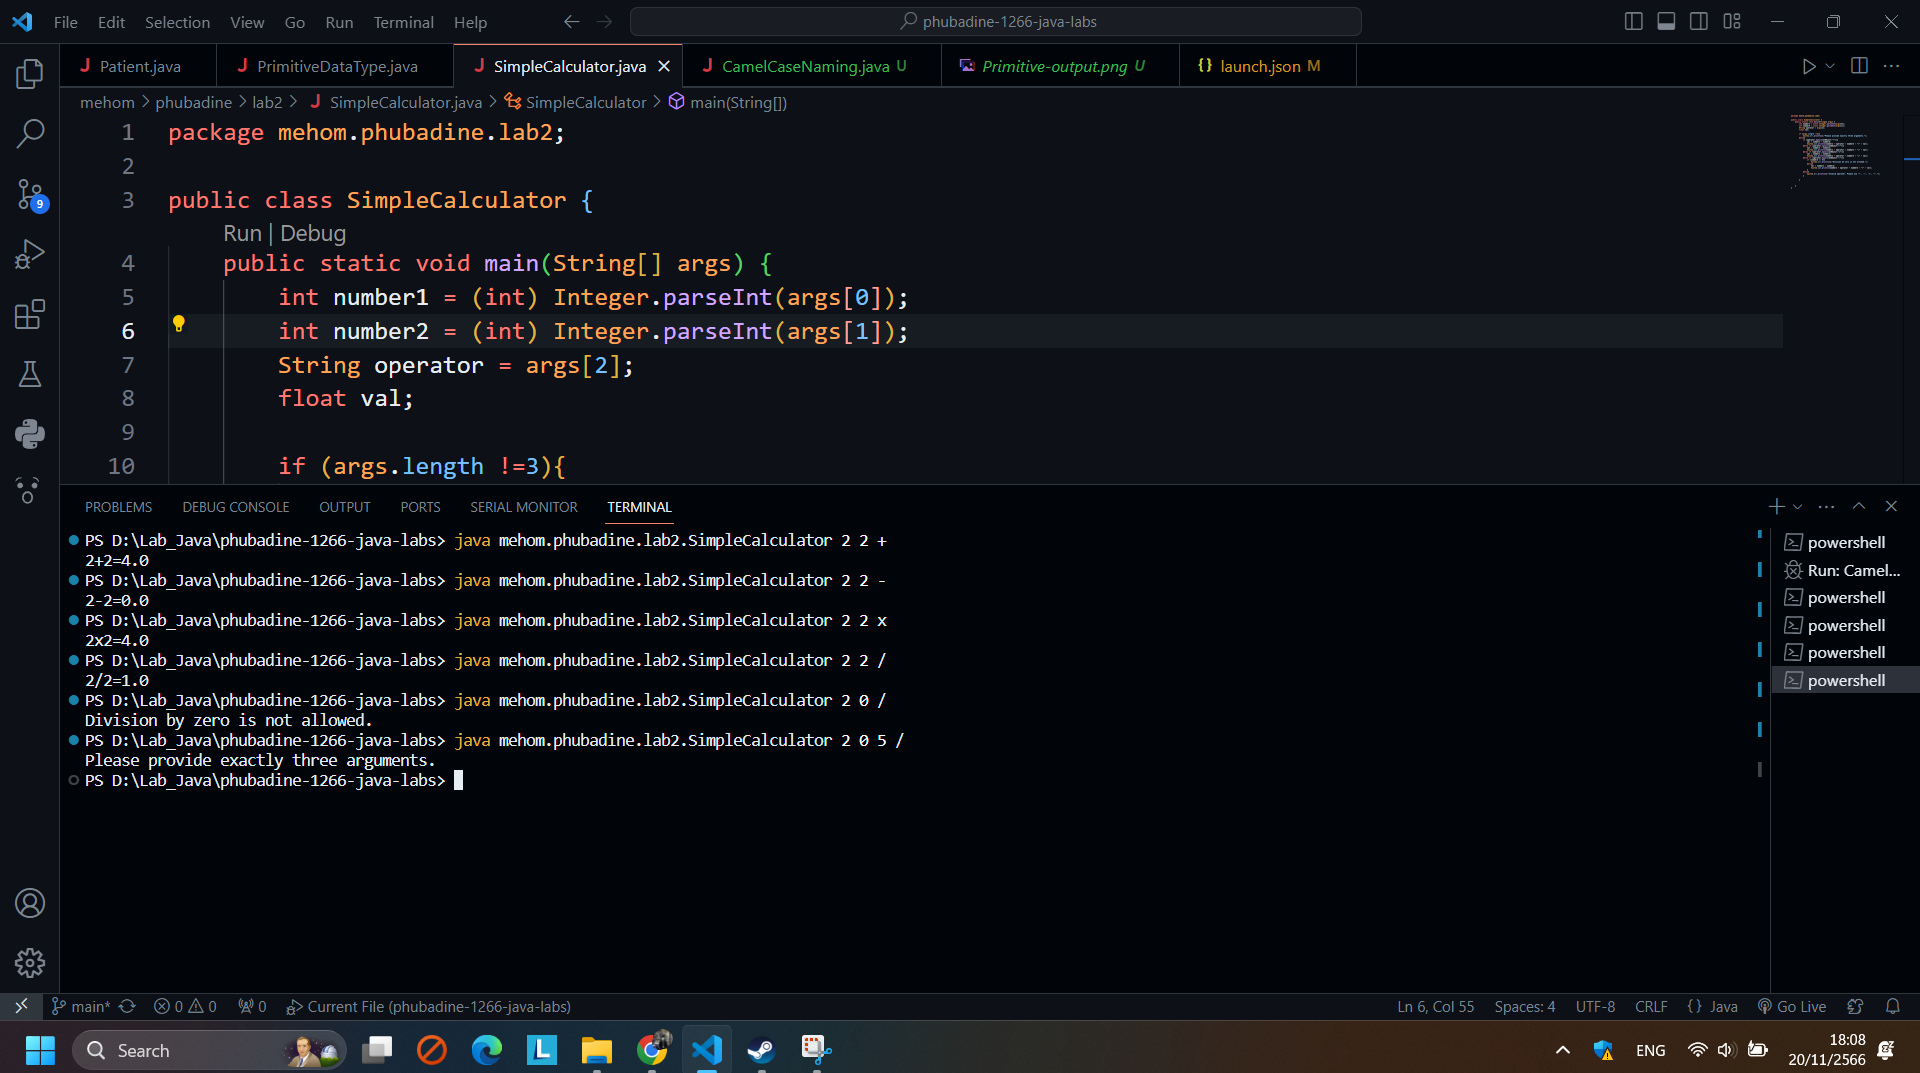 File Edit Selection View Go Run Terminal Help
phubadine-1266-java-labs
Patient.java
PrimitiveDataType.java
SimpleCalculator.java
CamelCaseNaming.java U
Primitive-output.png U
launch.json M
mehom > phubadine > lab2 > SimpleCalculator.java > SimpleCalculator > main(String[])
1 package mehom.phubadine.lab2;
2
3 public class SimpleCalculator {
Run | Debug
4 public static void main(String[] args) {
5 int number1 = (int) Integer.parseInt(args[0]);
6 int number2 = (int) Integer.parseInt(args[1]);
7 String operator = args[2];
8 float val;
9
10 if (args.length !=3){
PROBLEMS DEBUG CONSOLE OUTPUT PORTS SERIAL MONITOR TERMINAL
PS D:\Lab_Java\phubadine-1266-java-labs> java mehom.phubadine.lab2.SimpleCalculator 2 2 +
2+2=4.0
PS D:\Lab_Java\phubadine-1266-java-labs> java mehom.phubadine.lab2.SimpleCalculator 2 2 -
2-2=0.0
PS D:\Lab_Java\phubadine-1266-java-labs> java mehom.phubadine.lab2.SimpleCalculator 2 2 x
2x2=4.0
PS D:\Lab_Java\phubadine-1266-java-labs> java mehom.phubadine.lab2.SimpleCalculator 2 2 /
2/2=1.0
PS D:\Lab_Java\phubadine-1266-java-labs> java mehom.phubadine.lab2.SimpleCalculator 2 0 /
Division by zero is not allowed.
PS D:\Lab_Java\phubadine-1266-java-labs> java mehom.phubadine.lab2.SimpleCalculator 2 0 5 /
Please provide exactly three arguments.
PS D:\Lab_Java\phubadine-1266-java-labs>
powershell
Run: Camel...
powershell
powershell
powershell
powershell
9
main* 0 0 0 Current File (phubadine-1266-java-labs)
Ln 6, Col 55 Spaces: 4 UTF-8 CRLF {} Java Go Live
Search
L
ENG
18:08
20/11/2566